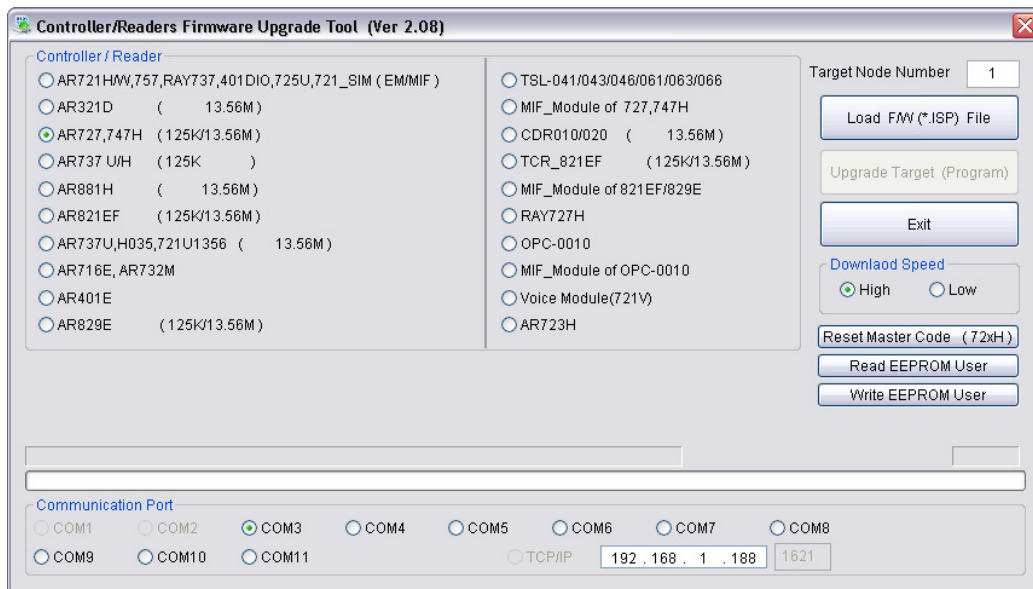 Controller/Readers Firmware Upgrade Tool (Ver 2.08)
Controller / Reader
AR721H/W,757,RAY737,401DIO,725U,721_SIM ( EM/MIF )
AR321D ( 13.56M )
AR727,747H ( 125K/13.56M )
AR737 U/H ( 125K )
AR881H ( 13.56M )
AR821EF ( 125K/13.56M )
AR737U,H035,721U1356 ( 13.56M )
AR716E, AR732M
AR401E
AR829E ( 125K/13.56M )
TSL-041/043/046/061/063/066
MIF_Module of 727,747H
CDR010/020 ( 13.56M )
TCR_821EF ( 125K/13.56M )
MIF_Module of 821EF/829E
RAY727H
OPC-0010
MIF_Module of OPC-0010
Voice Module(721V)
AR723H
Target Node Number 1
Load F/W (*.ISP) File
Upgrade Target (Program)
Exit
Downlaod Speed
High Low
Reset Master Code ( 72xH )
Read EEPROM User
Write EEPROM User
Communication Port
COM1 COM2 COM3 COM4 COM5 COM6 COM7 COM8
COM9 COM10 COM11 TCP/IP 192 . 168 . 1 . 188 1621